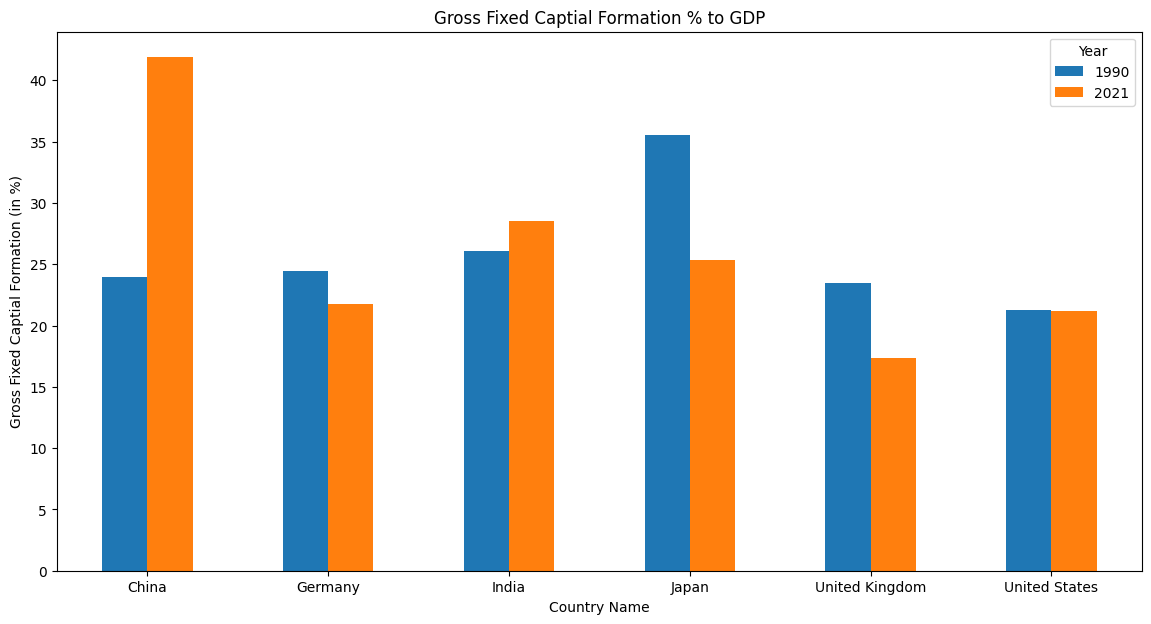 Gross Fixed Captial Formation % to GDP
Year
1990
2021
Gross Fixed Captial Formation (in %)
40
35
30
25
20
15
10
5
0
China Germany India Japan United Kingdom United States
Country Name